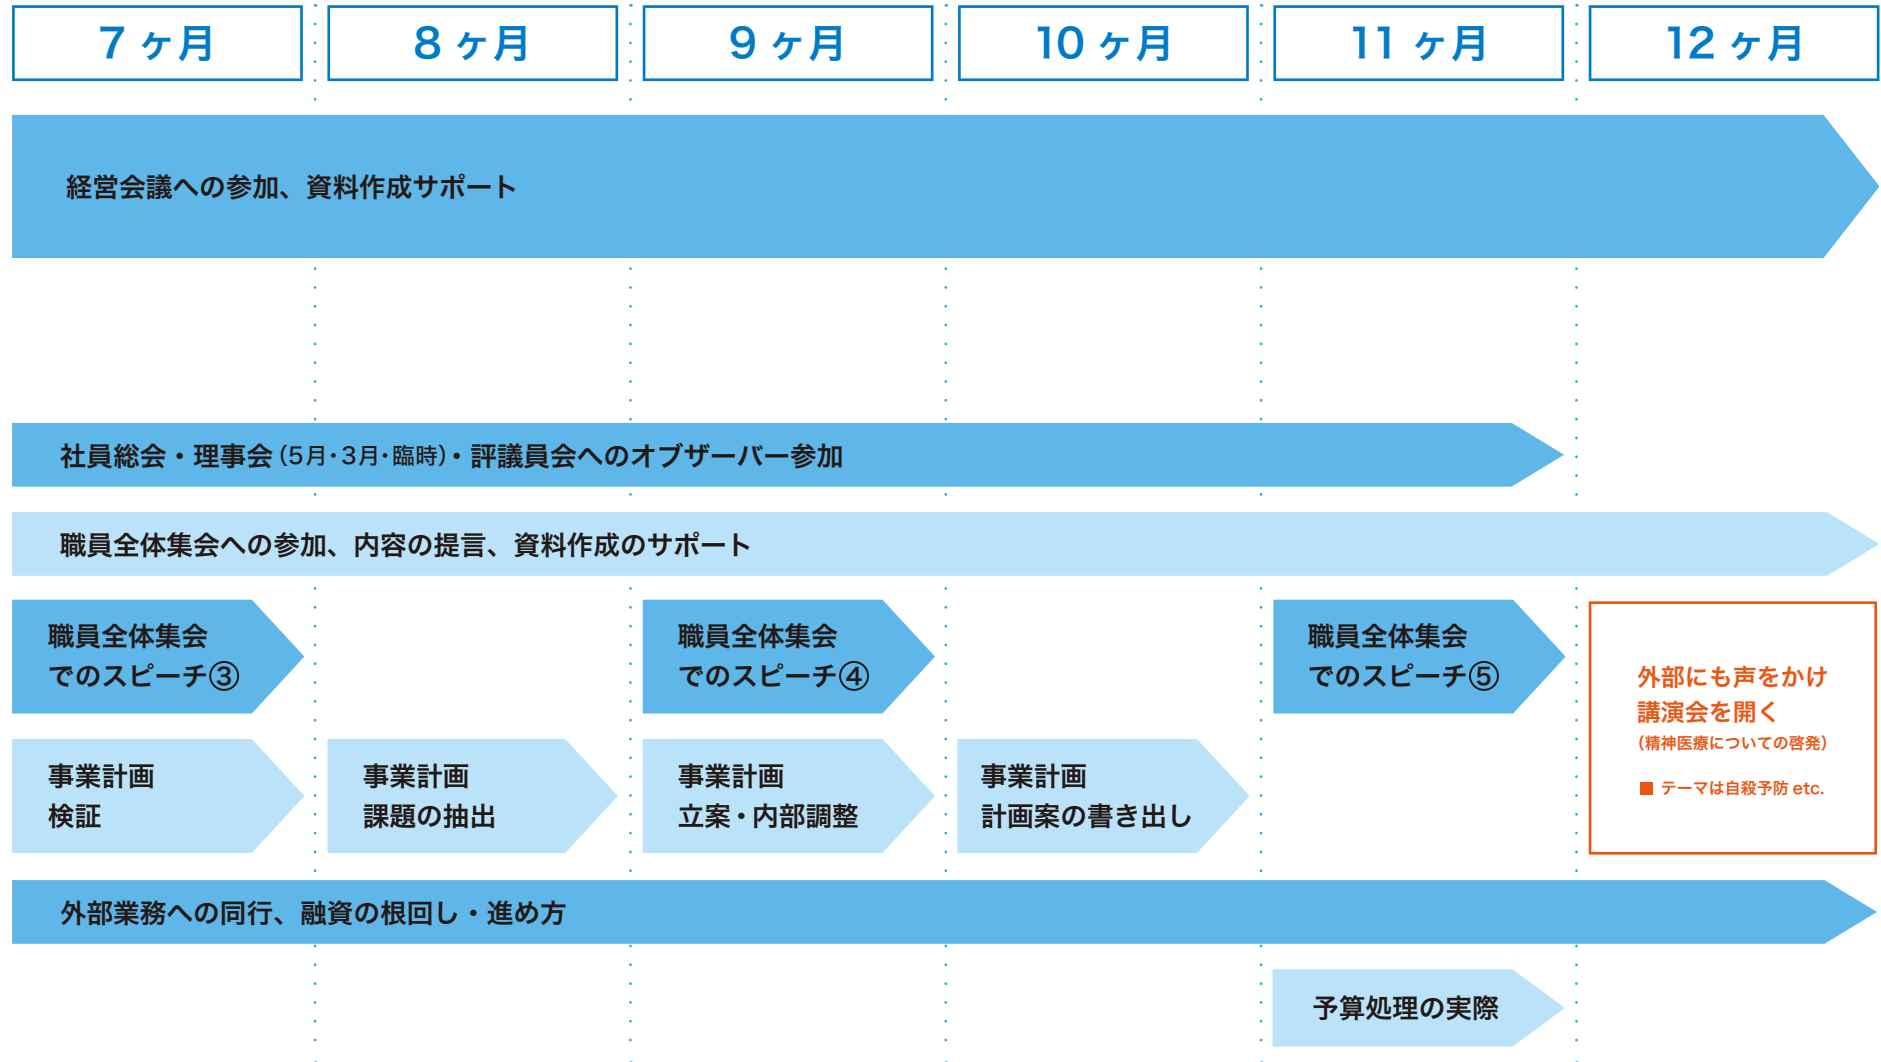 7ヶ月
8ヶ月
9ヶ月
10ヶ月
11ヶ月
12ヶ月
経営会議への参加、資料作成サポート
社員総会・理事会(5月・3月・臨時)・評議員会へのオブザーバー参加
職員全体集会への参加、内容の提言、資料作成のサポート
職員全体集会
でのスピーチ③
職員全体集会
でのスピーチ④
職員全体集会
でのスピーチ⑤
外部にも声をかけ
講演会を開く
(精神医療についての啓発)
■ テーマは自殺予防 etc.
事業計画
検証
事業計画
課題の抽出
事業計画
立案・内部調整
事業計画
計画案の書き出し
外部業務への同行、融資の根回し・進め方
予算処理の実際